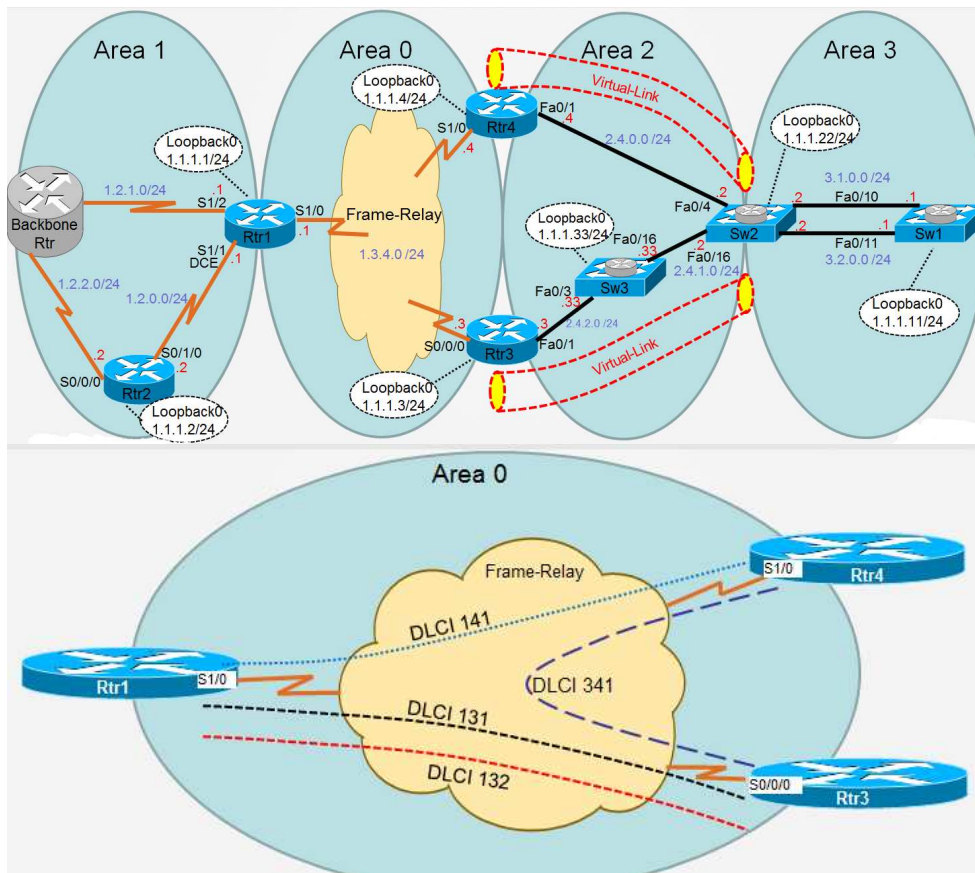 Area 1
Area 0
Area 2
Area 3
Loopback0
1.1.1.4/24
Fa0/1
.4
S1/0
.4
Rtr4
Virtual-Link
Loopback0
1.1.1.22/24
Loopback0
1.1.1.1/24
2.4.0.0/24
1.2.1.0/24
.1
S1/2
Backbone
Rtr
Rtr1
S1/0
.1
Frame-Relay
1.3.4.0/24
S1/1
DCE
.1
1.2.2.0/24
1.2.0.0/24
.2
Fa0/4
Sw2
.2
.2
3.1.0.0/24
Fa0/10
.1
Sw1
.1
Fa0/11
3.2.0.0/24
Loopback0
1.1.1.33/24
Fa0/16
.33
.2
Fa0/16
2.4.1.0/24
Sw3
Fa0/3
.33
2.4.2.0 /24
.3
S0/0/0
Rtr3
.3
Fa0/1
Loopback0
1.1.1.11/24
Virtual-Link
Loopback0
1.1.1.3/24
S0/1/0
.2
.2
S0/0/0
Rtr2
Loopback0
1.1.1.2/24
Area 0
Frame-Relay
S1/0
Rtr4
DLCI 141
Rtr1
S1/0
DLCI 341
DLCI 131
DLCI 132
S0/0/0
Rtr3